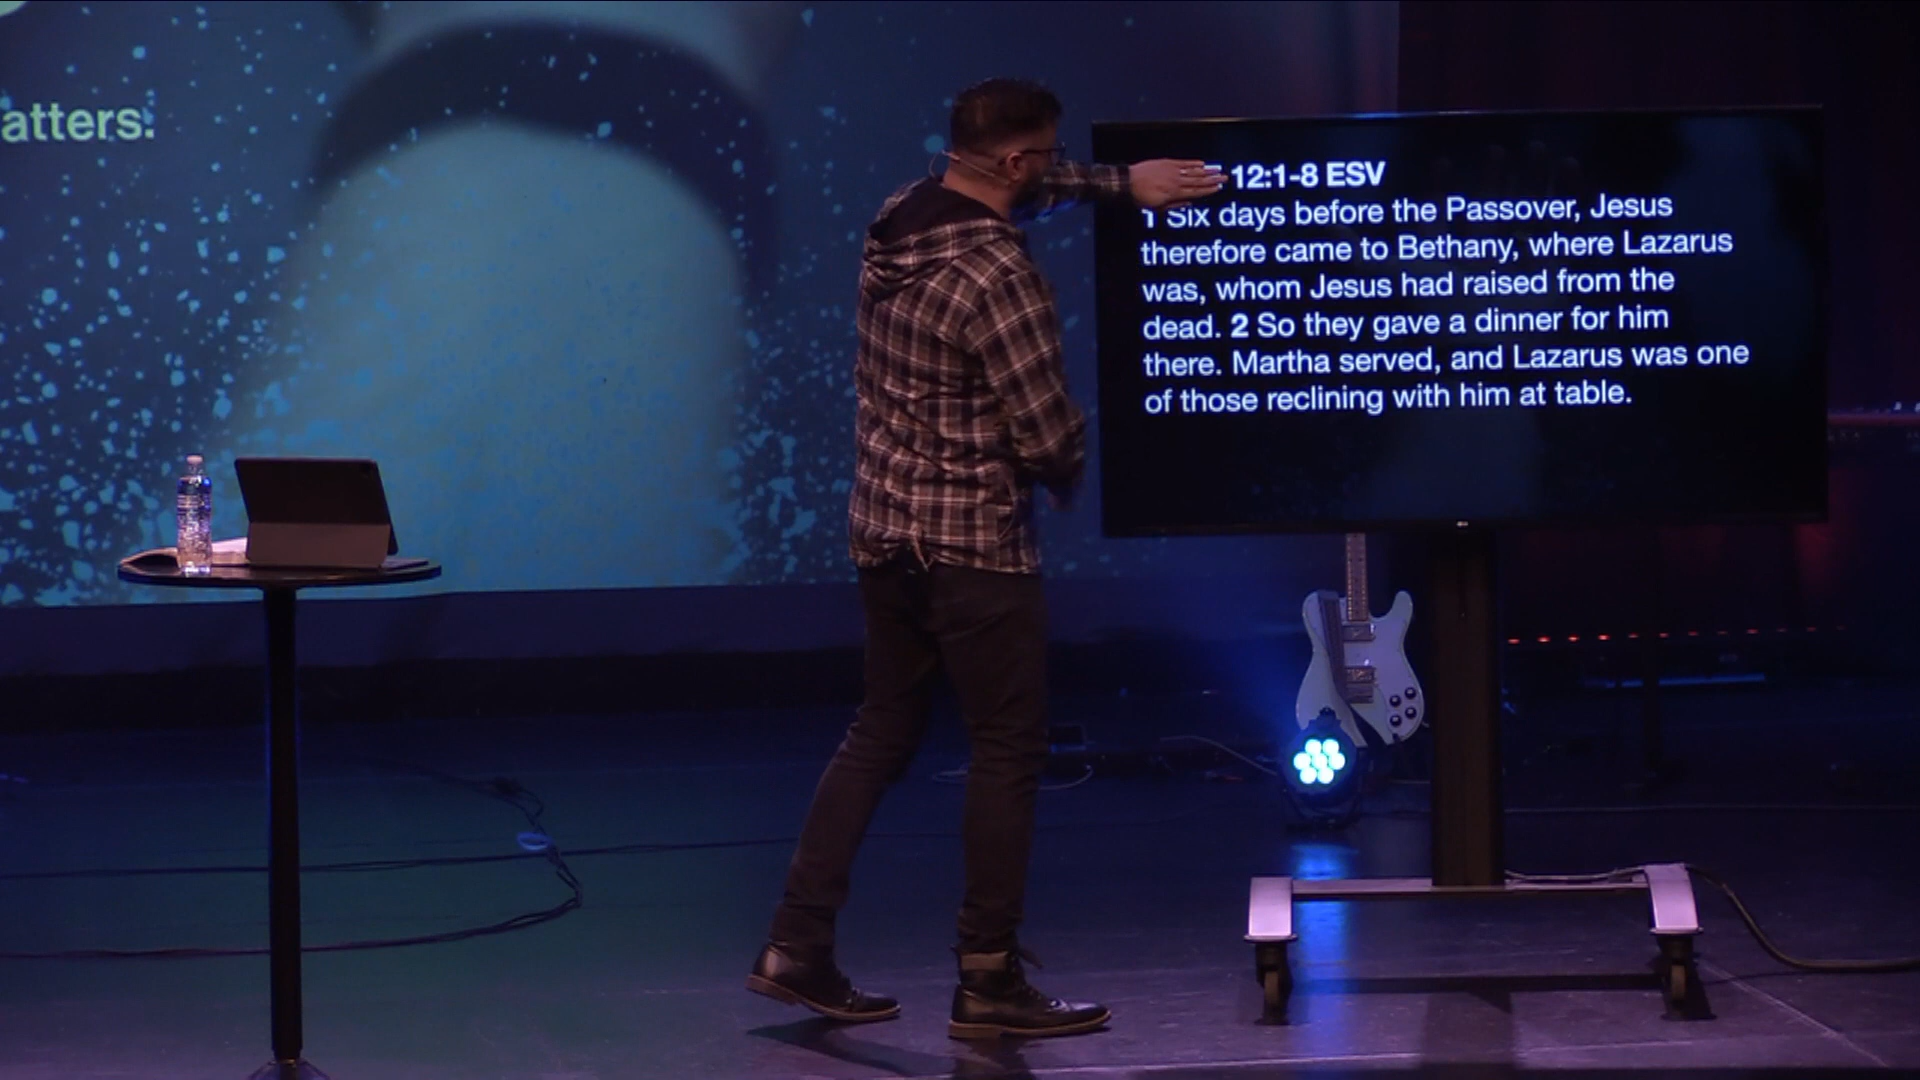 atters.
12:1-8 ESV
1 Six days before the Passover, Jesus
therefore came to Bethany, where Lazarus
was, whom Jesus had raised from the
dead. 2 So they gave a dinner for him
there. Martha served, and Lazarus was one
of those reclining with him at table.